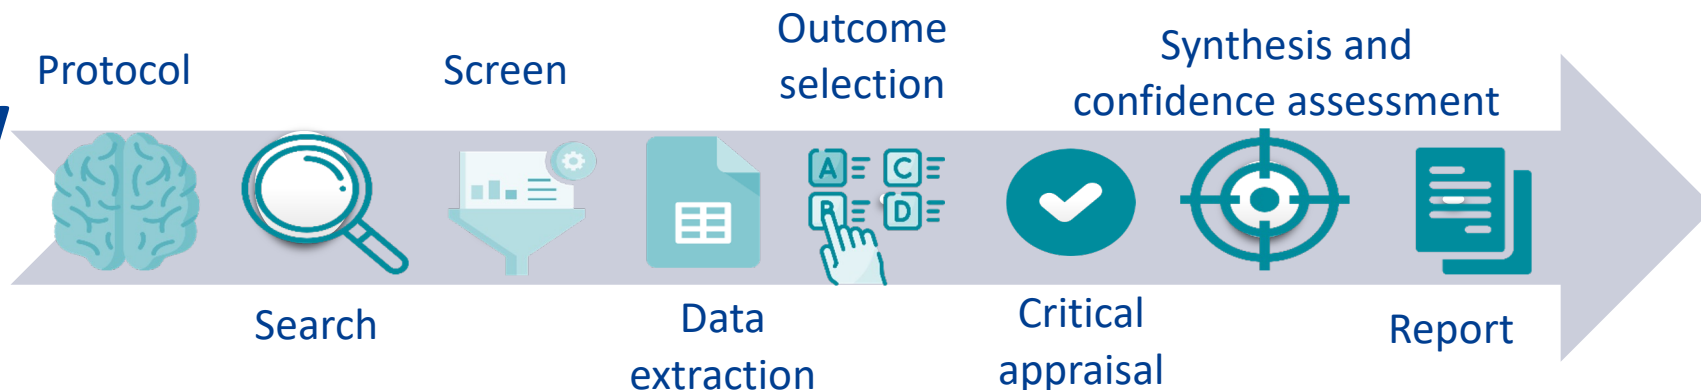 Protocol
Search
Screen
Data
extraction
Outcome
selection
A
C
B
D
Critical
appraisal
Synthesis and
confidence assessment
Report